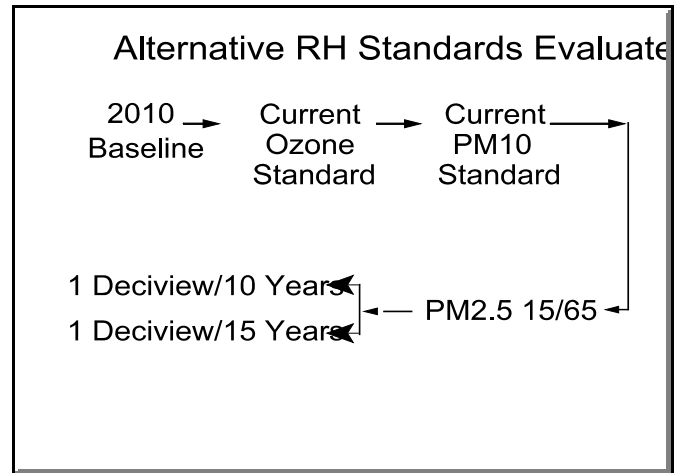 Alternative RH Standards Evaluate
2010
Baseline
Current
Ozone
Standard
Current
PM10
Standard
PM2.5 15/65
1 Deciview/10 Years
1 Deciview/15 Years